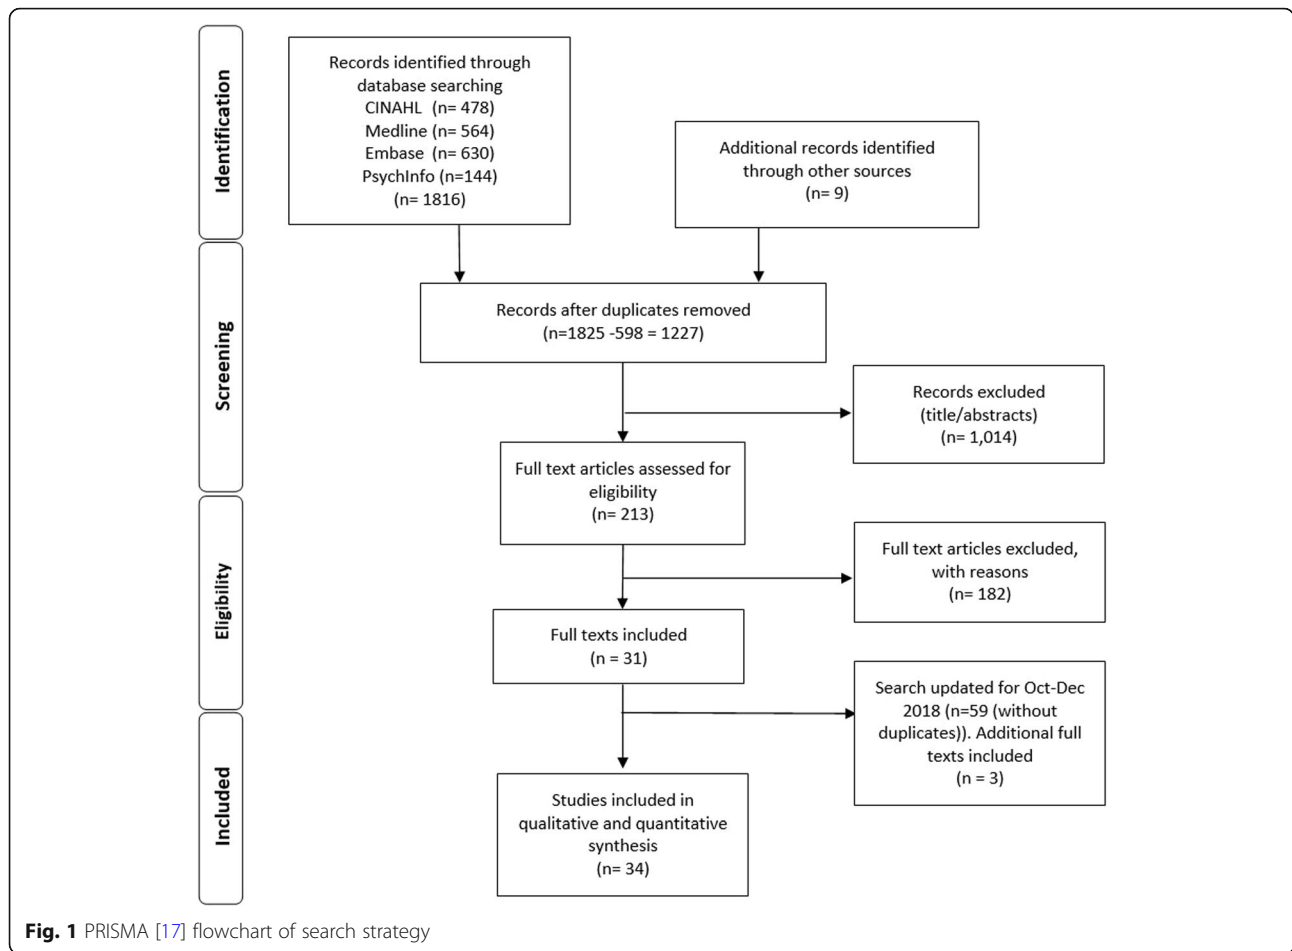 Identification
Records identified through
database searching
CINAHL (n= 478)
Medline (n= 564)
Embase (n= 630)
PsychInfo (n=144)
(n= 1816)
Additional records identified
through other sources
(n= 9)
Screening
Records after duplicates removed
(n=1825 -598 = 1227)
Records excluded
(title/abstracts)
(n= 1,014)
Full text articles assessed for
eligibility
(n= 213)
Eligibility
Full text articles excluded,
with reasons
(n= 182)
Full texts included
(n = 31)
Search updated for Oct-Dec
2018 (n=59 (without
duplicates)). Additional full
texts included
(n = 3)
Included
Studies included in
qualitative and quantitative
synthesis
(n= 34)
Fig. 1 PRISMA [17] flowchart of search strategy